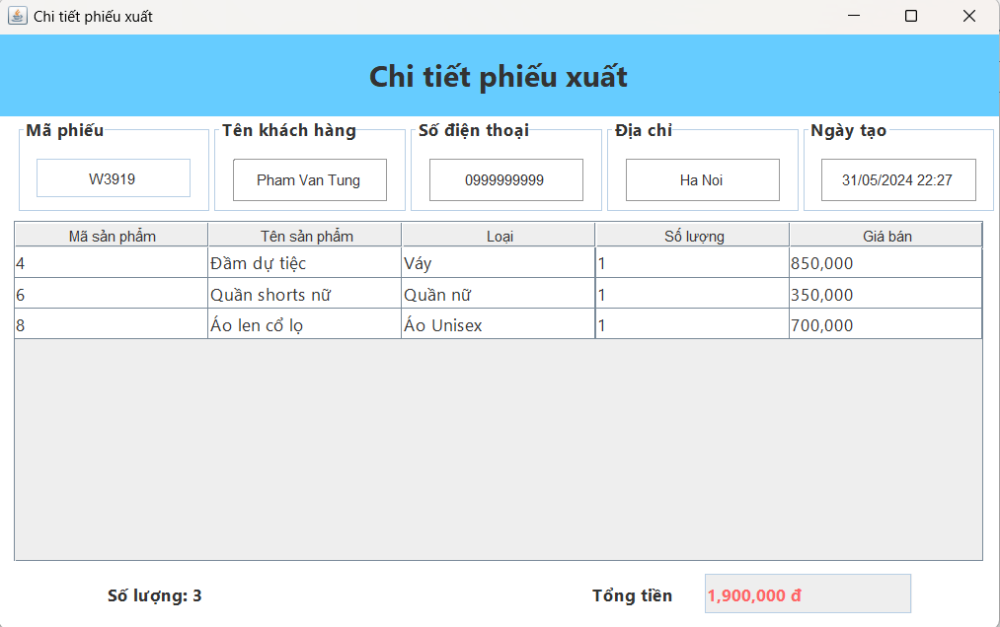 Chi tiết phiếu xuất
Chi tiết phiếu xuất
Mã phiếu Tên khách hàng Số điện thoại Địa chỉ Ngày tạo
W3919 Pham Van Tung 0999999999 Ha Noi 31/05/2024 22:27
Mã sản phẩm Tên sản phẩm Loại Số lượng Giá bán
4 Đầm dự tiệc Váy 1 850,000
6 Quần shorts nữ Quần nữ 1 350,000
8 Áo len cổ lọ Áo Unisex 1 700,000
Số lượng: 3 Tổng tiền 1,900,000 đ